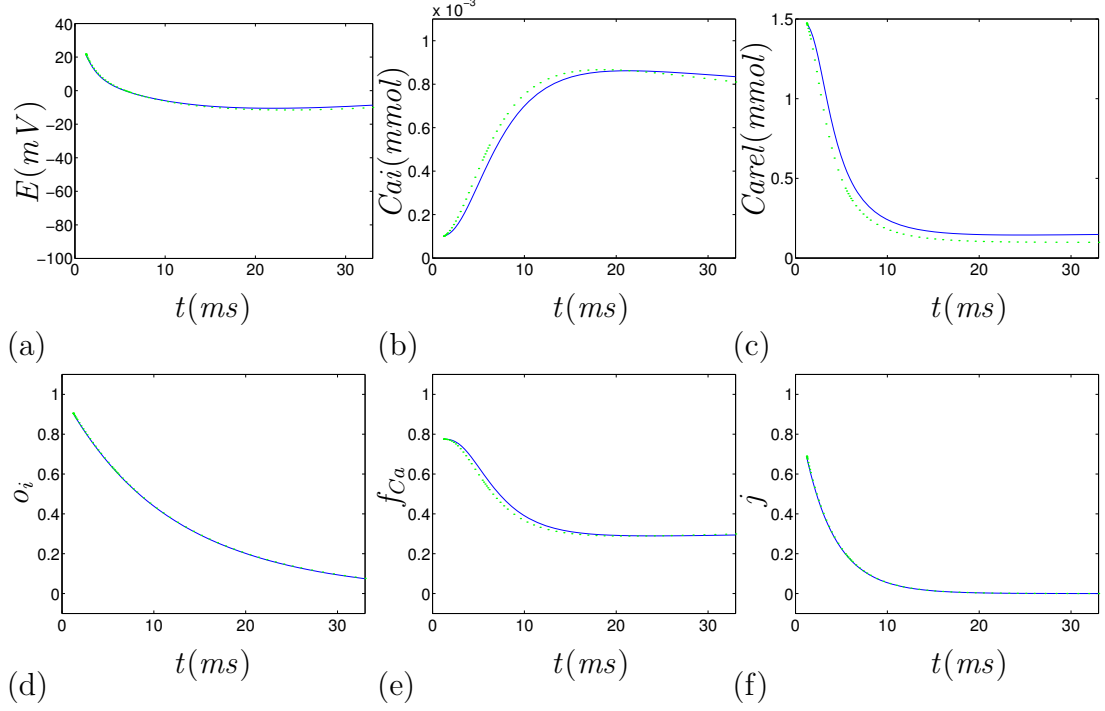 40
20
0
−20
−40
−60
−80
−100
0 10 20 30
E(mV)
t(ms)
(a)
x 10⁻³
1
0.8
0.6
0.4
0.2
0
0 10 20 30
Cai(mmol)
t(ms)
(b)
1.5
1
0.5
0
0 10 20 30
Carel(mmol)
t(ms)
(c)
1
0.8
0.6
0.4
0.2
0
0 10 20 30
oᵢ
t(ms)
(d)
1
0.8
0.6
0.4
0.2
0
0 10 20 30
f_{Ca}
t(ms)
(e)
1
0.8
0.6
0.4
0.2
0
0 10 20 30
j
t(ms)
(f)